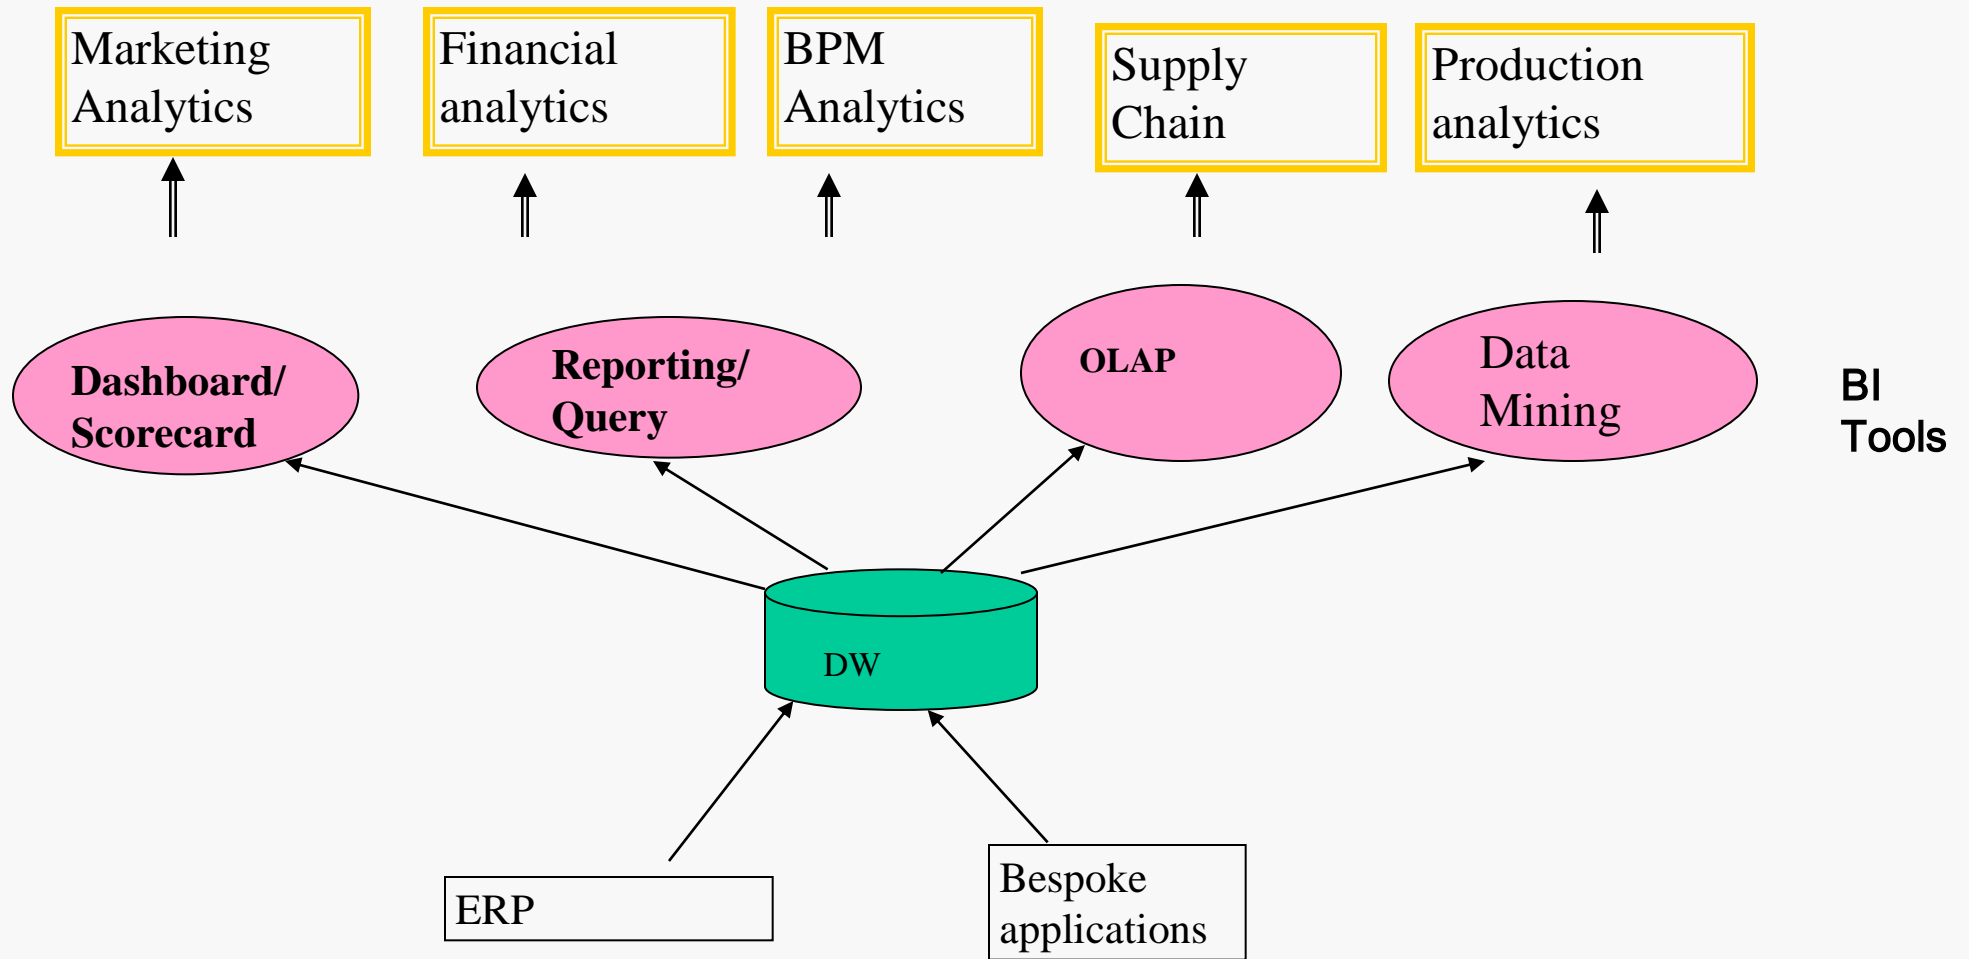 Marketing
Analytics
Financial
analytics
BPM
Analytics
Supply
Chain
Production
analytics
Dashboard/
Scorecard
Reporting/
Query
OLAP
Data
Mining
BI
Tools
DW
ERP
Bespoke
applications